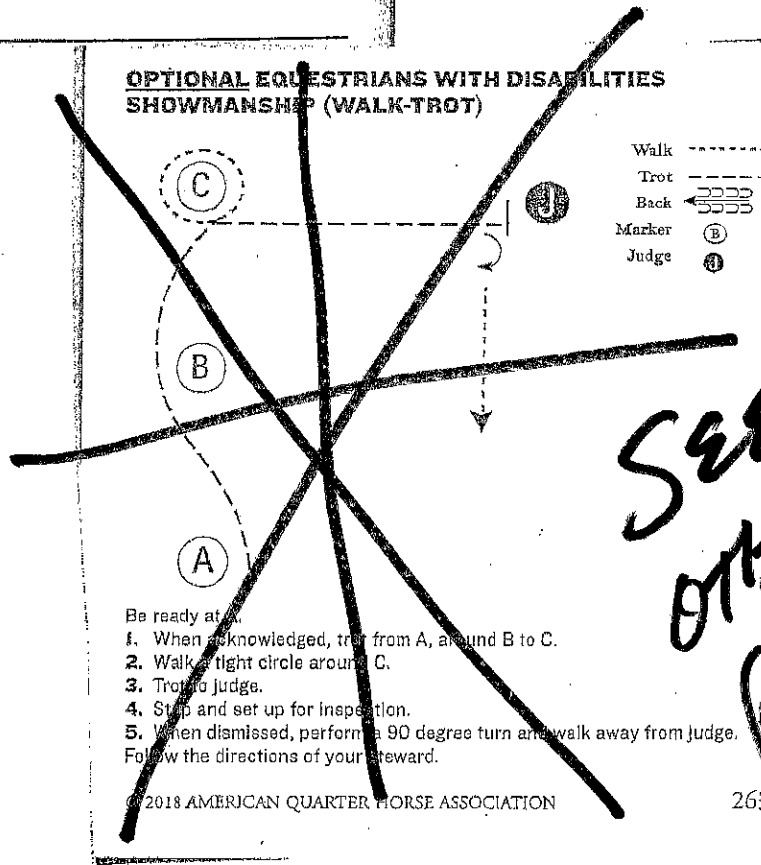 OPTIONAL EQUESTRIANS WITH DISABILITIES
SHOWMANSHIP (WALK-TROT)
Walk
Trot
Back
Marker B
Judge J
C
J
B
A
Be ready at A.
1. When acknowledged, trot from A, around B to C.
2. Walk a tight circle around C.
3. Trot to judge.
4. Stop and set up for inspection.
5. When dismissed, perform a 90 degree turn and walk away from judge.
Follow the directions of your steward.
© 2018 AMERICAN QUARTER HORSE ASSOCIATION